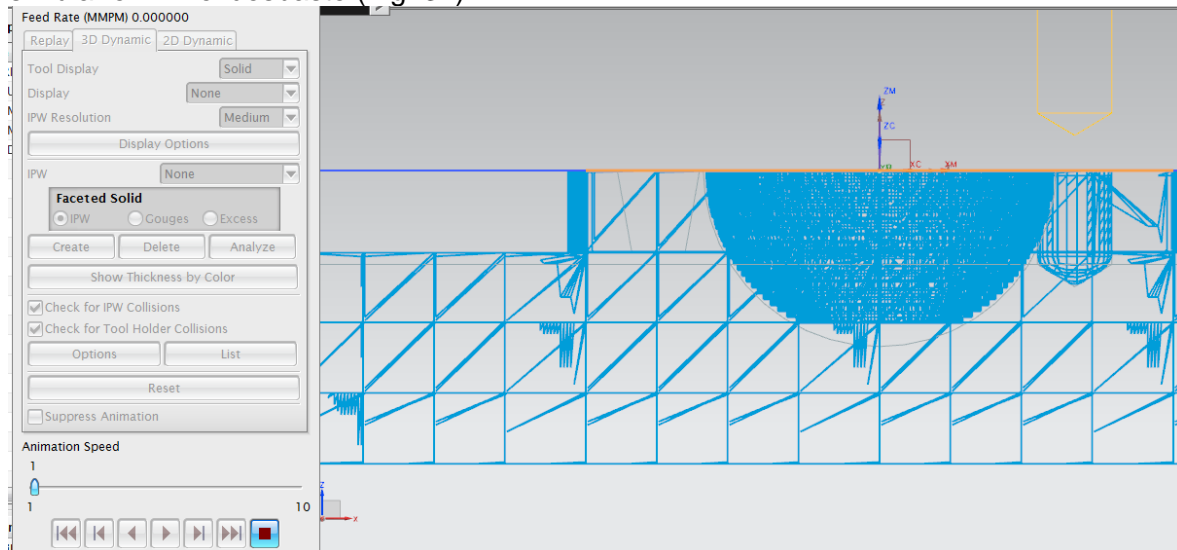 Feed Rate (MMPM) 0.000000
Replay 3D Dynamic 2D Dynamic
Tool Display Solid
Display None
IPW Resolution Medium
Display Options
IPW None
Faceted Solid
IPW Gouges Excess
Create Delete Analyze
Show Thickness by Color
Check for IPW Collisions
Check for Tool Holder Collisions
Options List
Reset
Suppress Animation
Animation Speed
1
1 10
ZM
Z
ZC
XC XM
Z
X